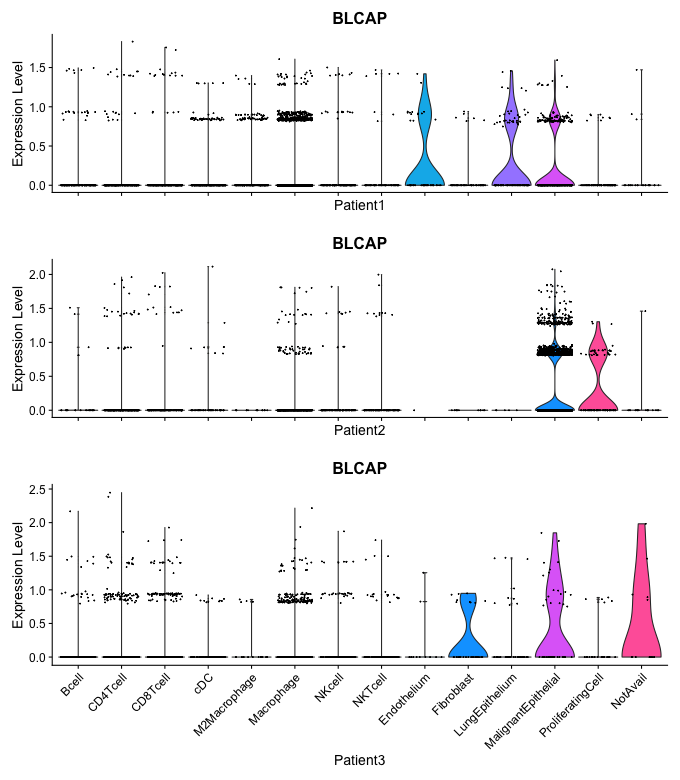 BLCAP
Expression Level
1.5
1.0
0.5
0.0
Patient1
BLCAP
Expression Level
2.0
1.5
1.0
0.5
0.0
Patient2
BLCAP
Expression Level
2.5
2.0
1.5
1.0
0.5
0.0
Bcell
CD4Tcell
CD8Tcell
cDC
M2Macrophage
Macrophage
NKcell
NKTcell
Endothelium
Fibroblast
LungEpithelium
MalignantEpithelial
ProliferatingCell
NotAvail
Patient3